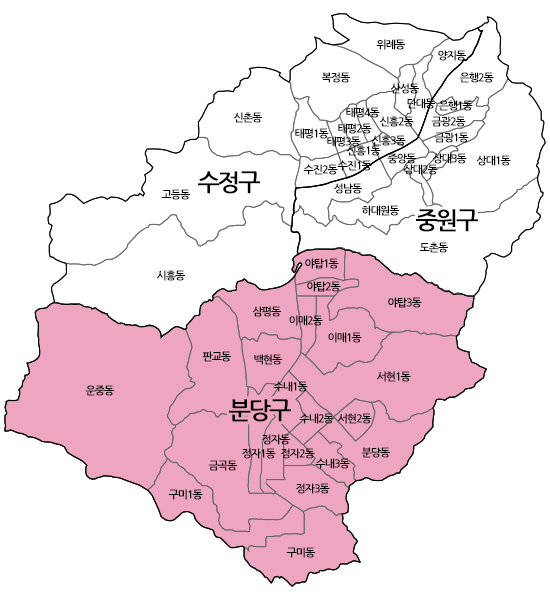 위례동
양지동
복정동
은행2동
산성동
단대동
은행1동
신촌동
태평4동
신흥2동
금광2동
태평1동
태평2동
금광1동
태평3동
신흥3동
신흥1동
중앙동
상대3동
상대1동
수진2동
수진1동
상대2동
수정구
성남동
고등동
하대원동
중원구
도촌동
야탑1동
시흥동
야탑2동
야탑3동
삼평동
이매2동
이매1동
판교동
백현동
서현1동
운중동
수내1동
분당구
수내2동
서현2동
정자동
정자1동
정자2동
분당동
금곡동
수내3동
구미1동
정자3동
구미동